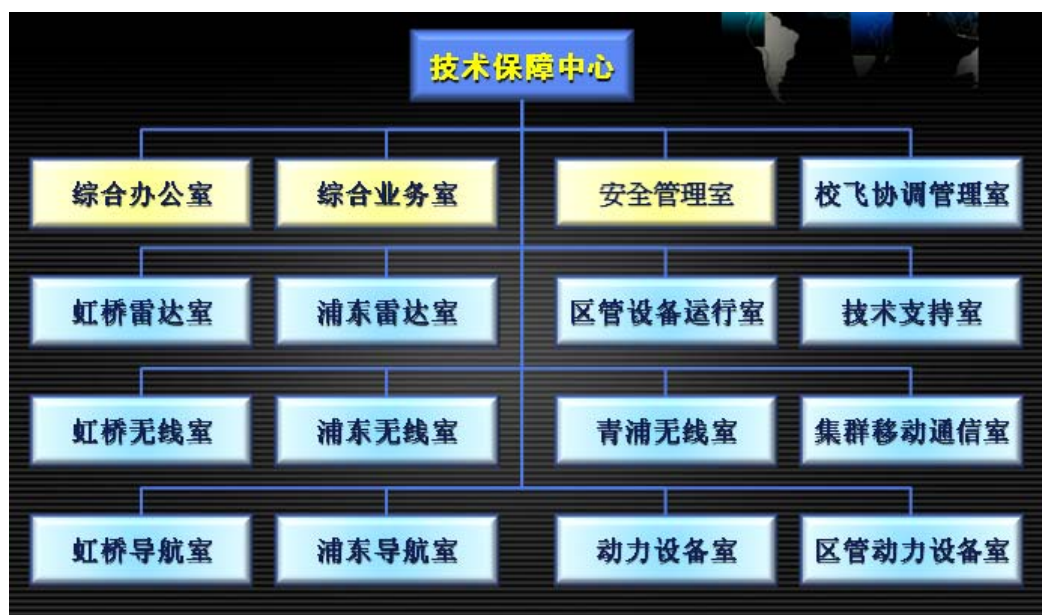 技术保障中心
综合办公室 综合业务室 安全管理室 校飞协调管理室
虹桥雷达室 浦东雷达室 区管设备运行室 技术支持室
虹桥无线室 浦东无线室 青浦无线室 集群移动通信室
虹桥导航室 浦东导航室 动力设备室 区管动力设备室